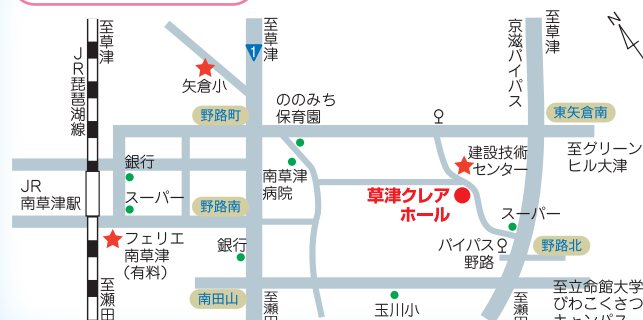 至草津
至草津
至草津
N
JR琵琶湖線
1
京滋バイパス
矢倉小
ののみち
保育園
野路町
東矢倉南
銀行
建設技術
センター
至グリーン
ヒル大津
JR
南草津駅
スーパー
南草津
病院
草津クレア
ホール
野路南
スーパー
フェリエ
南草津
(有料)
銀行
バイパス
野路
野路北
至瀬田
南田山
至瀬田
玉川小
至瀬田
至立命館大学
びわこくさつ
キャンパス